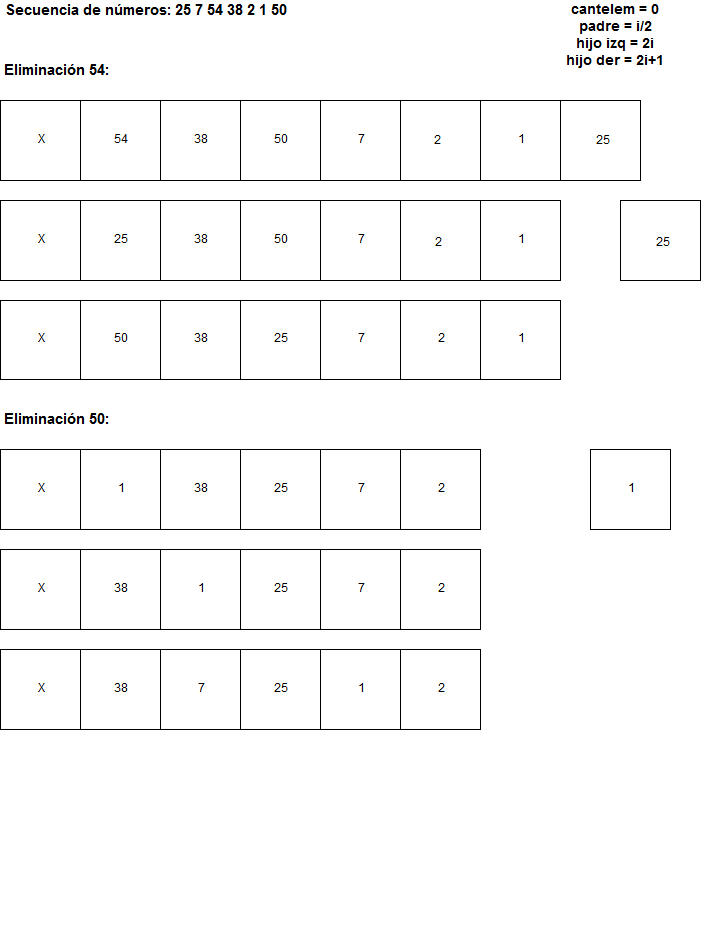 Secuencia de números: 25 7 54 38 2 1 50
cantelem = 0
padre = i/2
hijo izq = 2i
hijo der = 2i+1
Eliminación 54:
X 54 38 50 7 2 1 25
X 25 38 50 7 2 1 25
X 50 38 25 7 2 1
Eliminación 50:
X 1 38 25 7 2 1
X 38 1 25 7 2
X 38 7 25 1 2